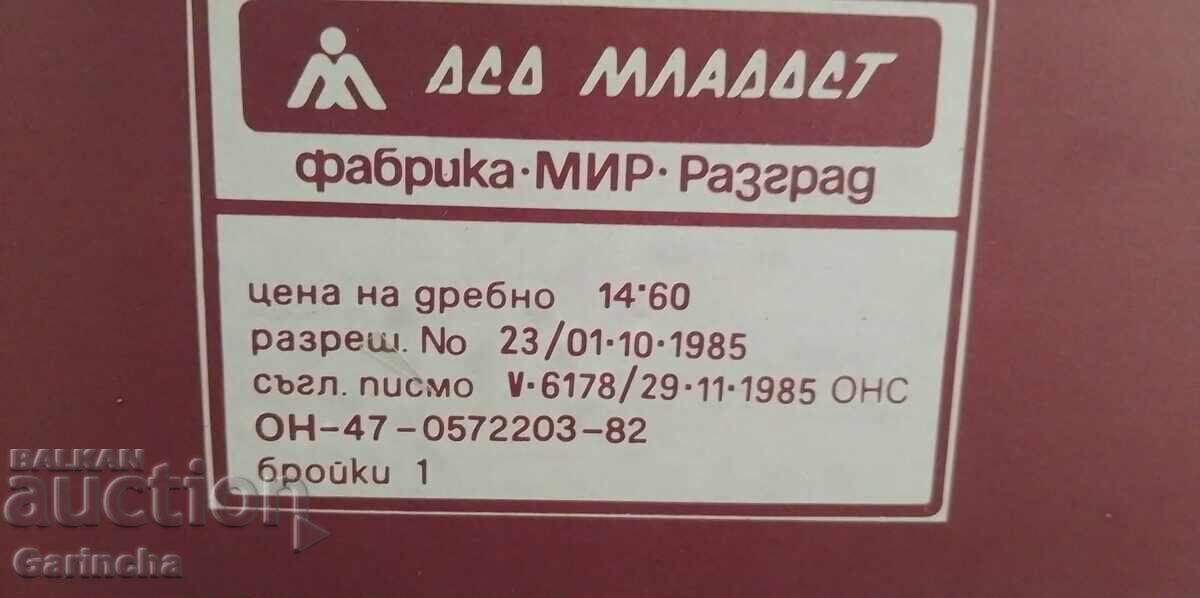 ДСО МЛАДОСТ
фабрика·МИР·Разград
цена на дребно 14·60
разреш. No 23/01·10·1985
съгл. писмо V·6178/29·11·1985 ОНС
ОН-47-0572203-82
бройки 1
BALKAN
auction
Garincha